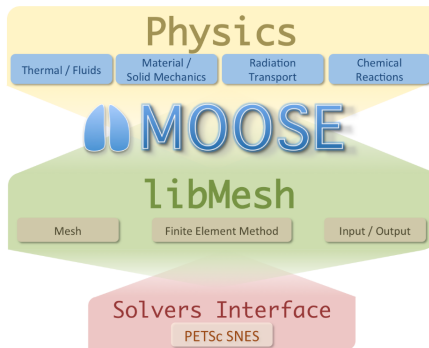 Physics
Thermal / Fluids
Material /
Solid Mechanics
Radiation
Transport
Chemical
Reactions
MOOSE
libMesh
Mesh
Finite Element Method
Input / Output
Solvers Interface
PETSc SNES